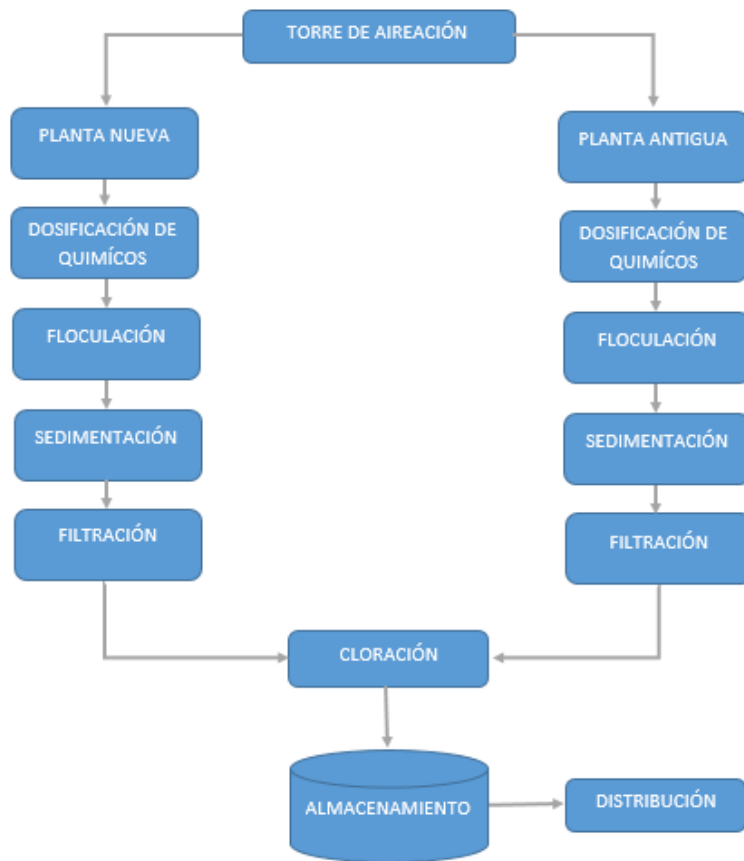 TORRE DE AIREACIÓN
PLANTA NUEVA
DOSIFICACIÓN DE
QUIMÍCOS
FLOCULACIÓN
SEDIMENTACIÓN
FILTRACIÓN
PLANTA ANTIGUA
DOSIFICACIÓN DE
QUIMÍCOS
FLOCULACIÓN
SEDIMENTACIÓN
FILTRACIÓN
CLORACIÓN
ALMACENAMIENTO
DISTRIBUCIÓN